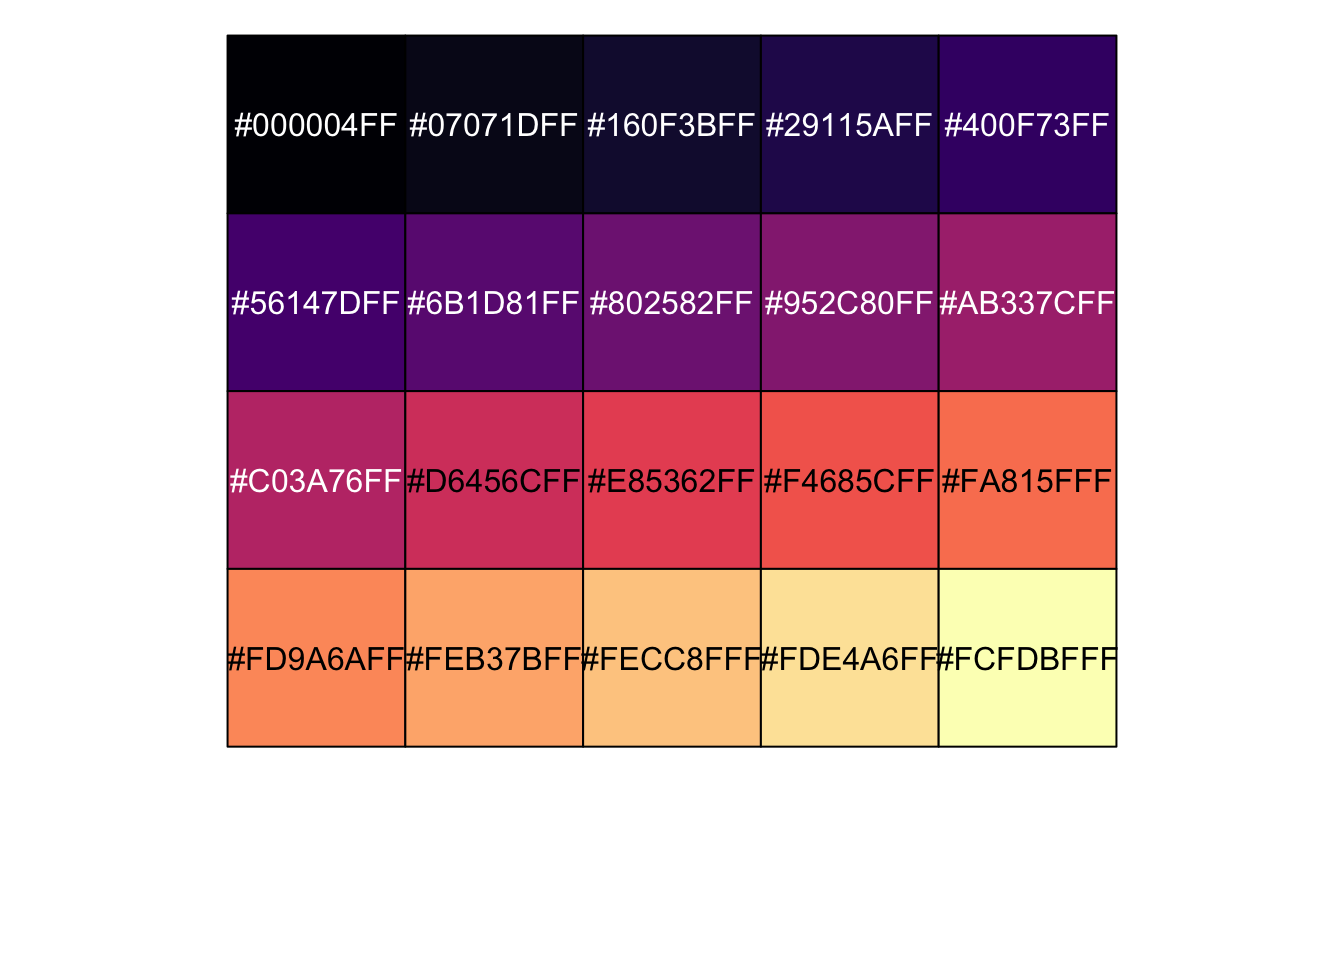 #000004FF #07071DFF #160F3BFF #29115AFF #400F73FF
#56147DFF #6B1D81FF #802582FF #952C80FF #AB337CFF
#C03A76FF #D6456CFF #E85362FF #F4685CFF #FA815FFF
#FD9A6AFF #FEB37BFF #FECC8FFF #FDE4A6FF #FCFDBFFF